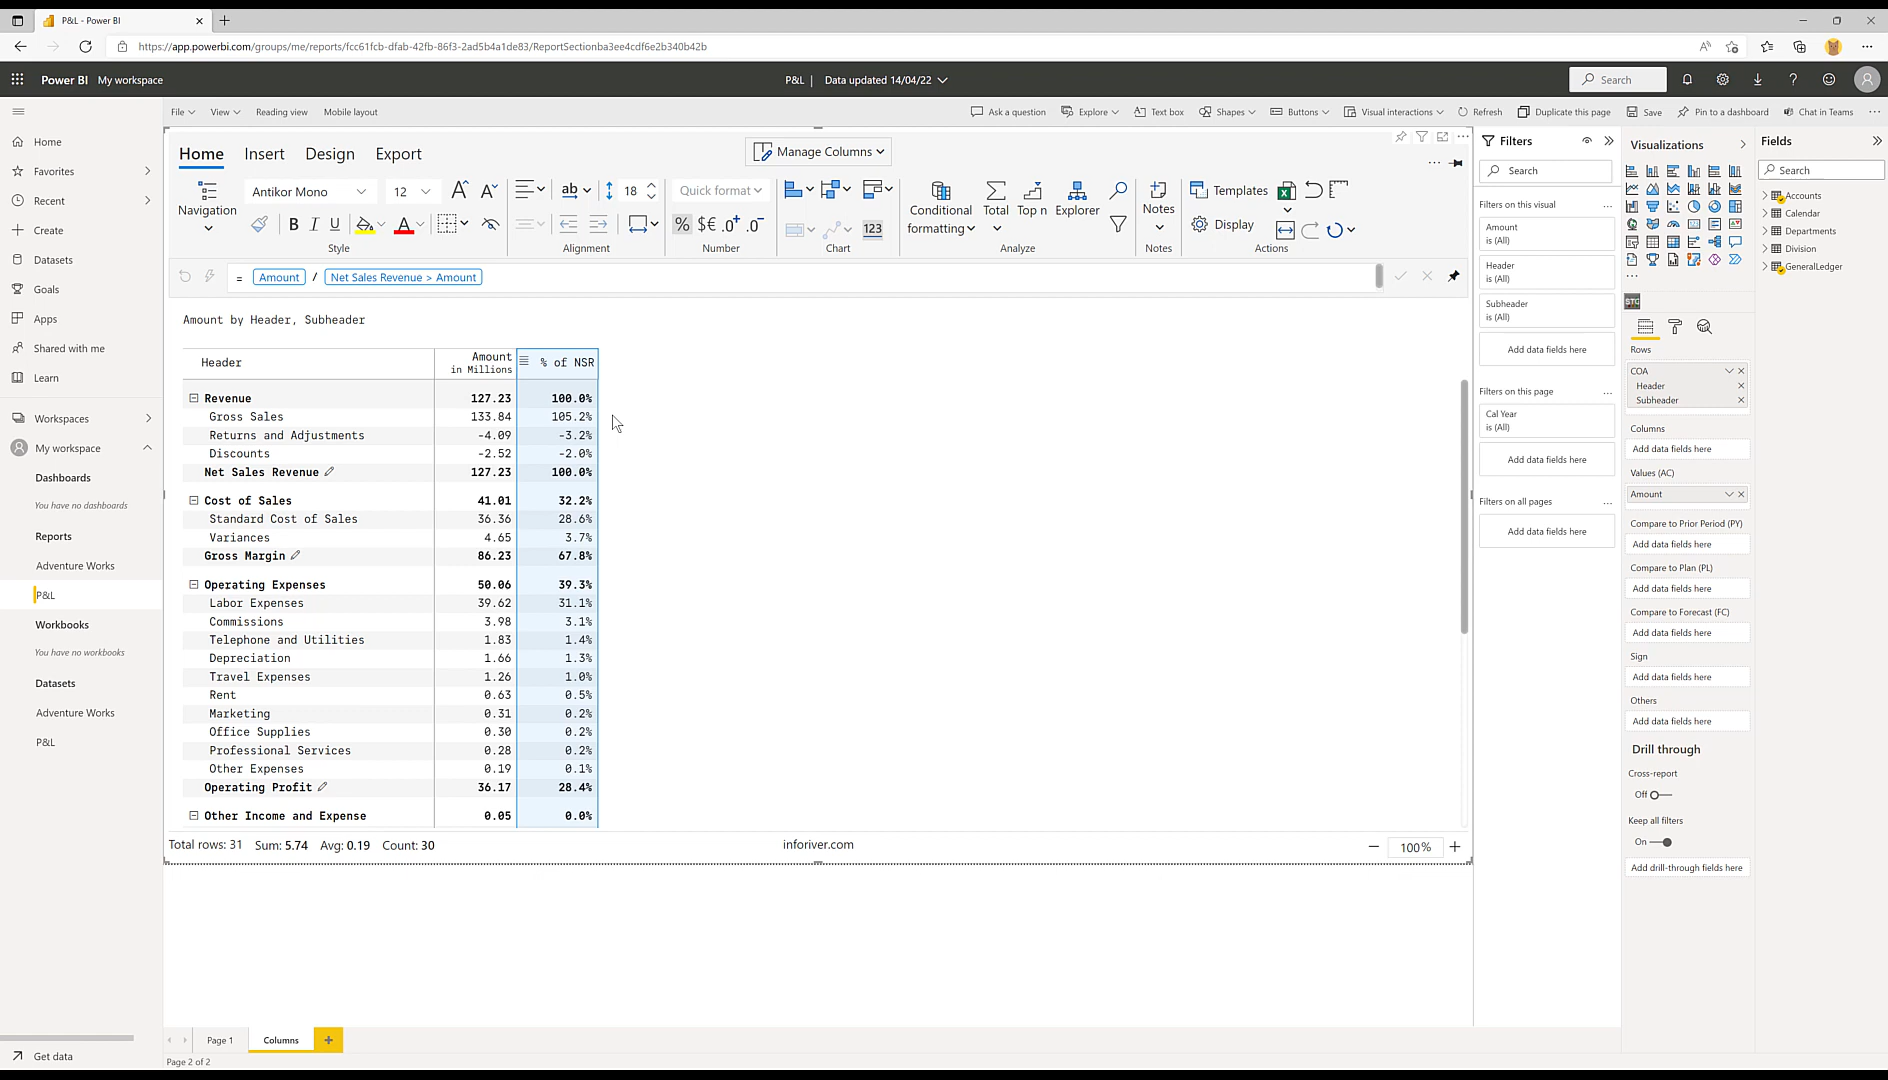 P&L - Power BI
https://app.powerbi.com/groups/me/reports/fcc61fcb-dfab-42fb-86f3-2ad5b4a1de83/ReportSectionba3ee4cdf6e2b340b42b
Power BI My workspace
P&L | Data updated 14/04/22
Search
File View Reading view Mobile layout
Ask a question Explore Text box Shapes Buttons Visual interactions Refresh Duplicate this page Save Pin to a dashboard Chat in Teams
Home
Favorites
Recent
Create
Datasets
Goals
Apps
Shared with me
Learn
Workspaces
My workspace
Dashboards
You have no dashboards
Reports
Adventure Works
P&L
Workbooks
You have no workbooks
Datasets
Adventure Works
P&L
Get data
Home Insert Design Export
Manage Columns
Navigation
Antikor Mono 12
B I U A
Style
ab 18
Alignment
Quick format
% $€ .0+ .0-
Number
123
Chart
Conditional formatting
Total
Top n
Explorer
Analyze
Notes
Notes
Templates
Display
Actions
= Amount / Net Sales Revenue > Amount
Amount by Header, Subheader
Header Amount in Millions % of NSR
Revenue 127.23 100.0%
Gross Sales 133.84 105.2%
Returns and Adjustments -4.09 -3.2%
Discounts -2.52 -2.0%
Net Sales Revenue 127.23 100.0%
Cost of Sales 41.01 32.2%
Standard Cost of Sales 36.36 28.6%
Variances 4.65 3.7%
Gross Margin 86.23 67.8%
Operating Expenses 50.06 39.3%
Labor Expenses 39.62 31.1%
Commissions 3.98 3.1%
Telephone and Utilities 1.83 1.4%
Depreciation 1.66 1.3%
Travel Expenses 1.26 1.0%
Rent 0.63 0.5%
Marketing 0.31 0.2%
Office Supplies 0.30 0.2%
Professional Services 0.28 0.2%
Other Expenses 0.19 0.1%
Operating Profit 36.17 28.4%
Other Income and Expense 0.05 0.0%
Total rows: 31 Sum: 5.74 Avg: 0.19 Count: 30
inforiver.com
100%
Page 1 Columns
Page 2 of 2
Filters
Search
Filters on this visual
Amount
is (All)
Header
is (All)
Subheader
is (All)
Add data fields here
Filters on this page
Cal Year
is (All)
Add data fields here
Filters on all pages
Add data fields here
Visualizations
Rows
COA
Header
Subheader
Columns
Add data fields here
Values (AC)
Amount
Compare to Prior Period (PY)
Add data fields here
Compare to Plan (PL)
Add data fields here
Compare to Forecast (FC)
Add data fields here
Sign
Add data fields here
Others
Add data fields here
Drill through
Cross-report
Off
Keep all filters
On
Add drill-through fields here
Fields
Search
Accounts
Calendar
Departments
Division
GeneralLedger